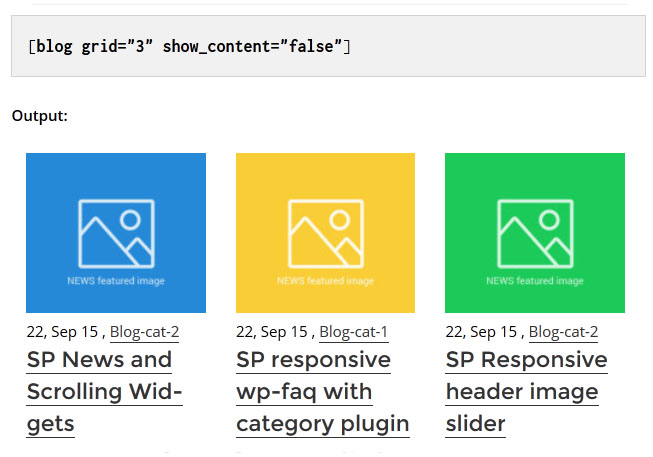 [blog grid="3" show_content="false"]
Output:
NEWS featured image
22, Sep 15 , Blog-cat-2
SP News and
Scrolling Wid-
gets
NEWS featured image
22, Sep 15 , Blog-cat-1
SP responsive
wp-faq with
category plugin
NEWS featured image
22, Sep 15 , Blog-cat-2
SP Responsive
header image
slider